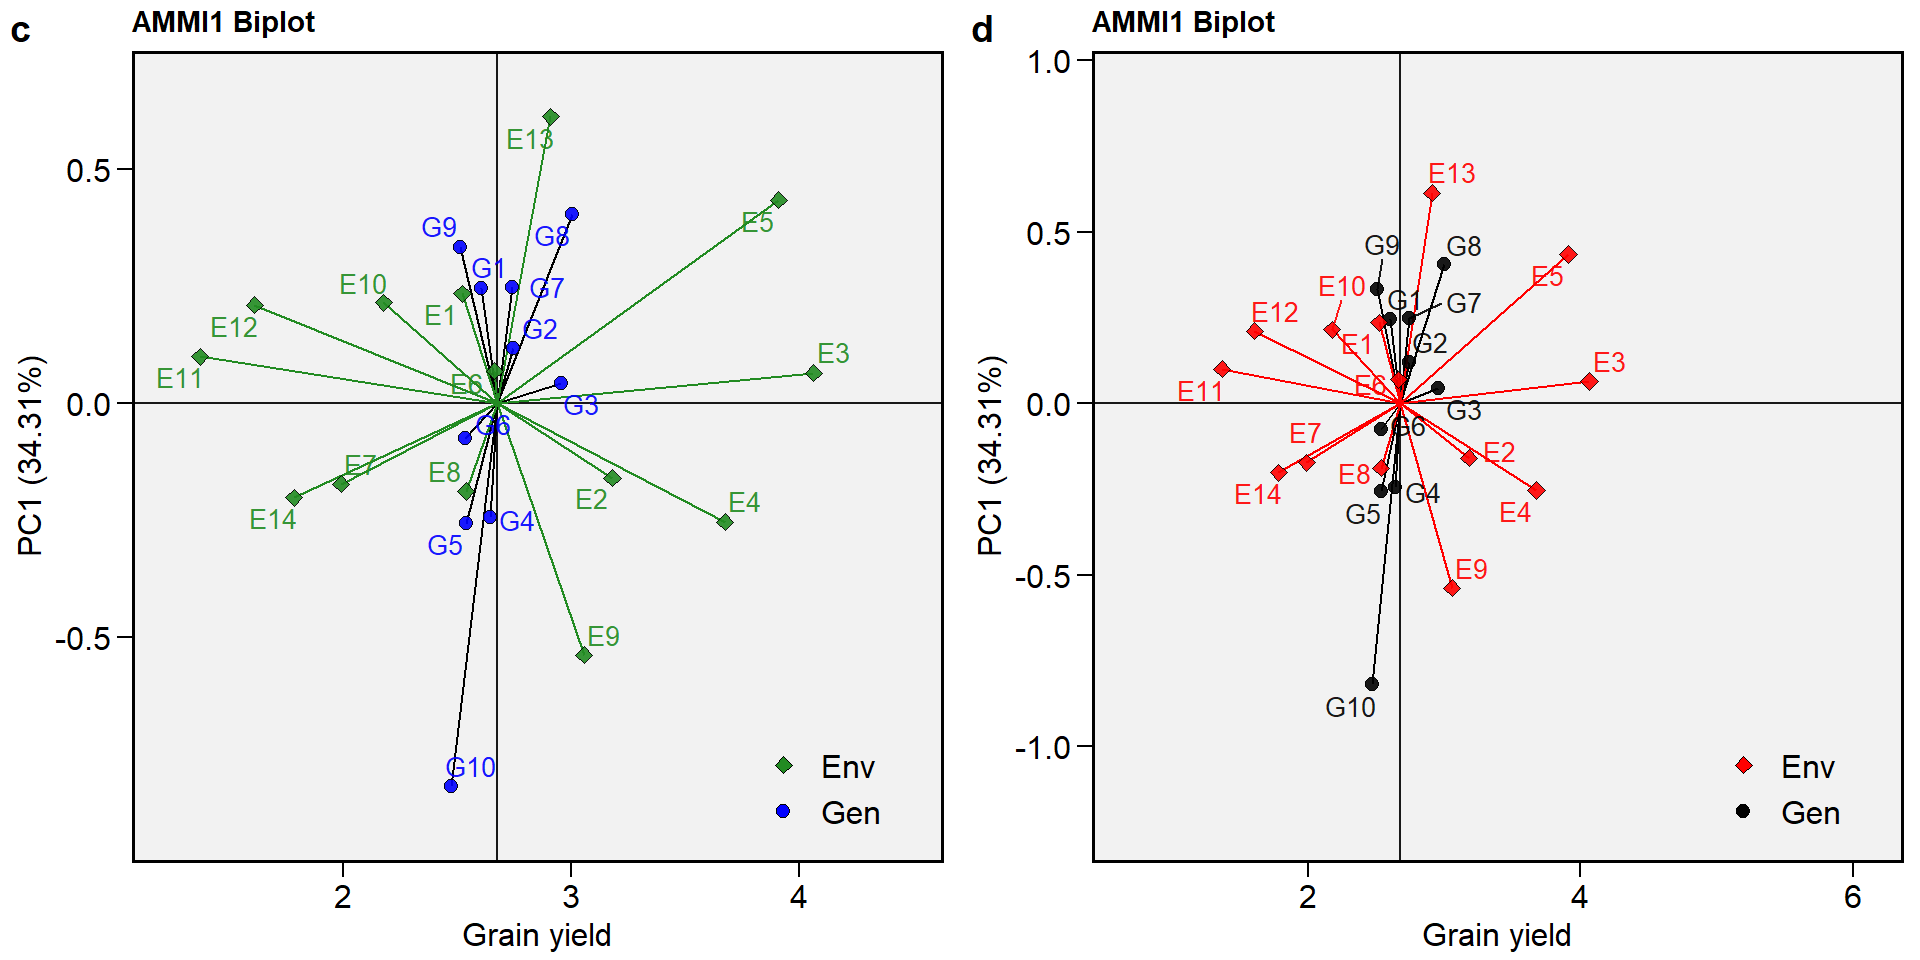 c
AMMI1 Biplot
E13
E5
G9
G8
G1
G7
E10
E1
E12
G2
E3
E11
E6
G3
G6
E7
E8
E2
E4
E14
G4
G5
E9
G10
Env
Gen
0.5
0.0
-0.5
PC1 (34.31%)
2
3
4
Grain yield
d
AMMI1 Biplot
E13
G9
G8
E5
E10
G1
G7
E12
E1
G2
E3
E6
E11
G3
G6
E7
E2
E8
E14
G4
G5
E4
E9
G10
Env
Gen
1.0
0.5
0.0
-0.5
-1.0
PC1 (34.31%)
2
4
6
Grain yield